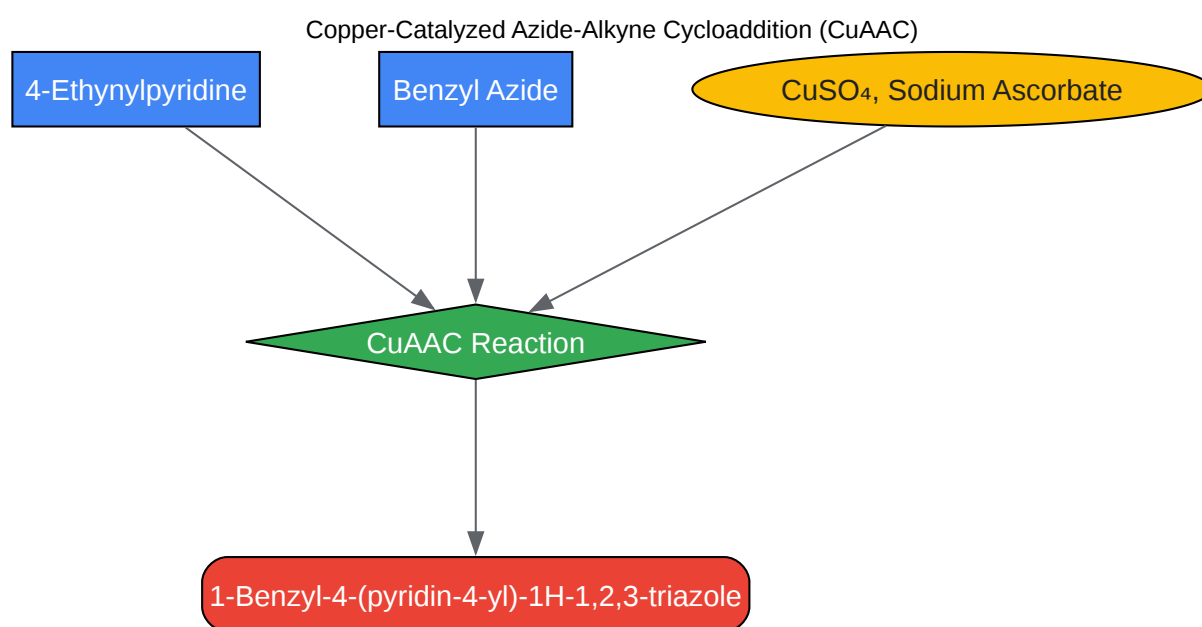 Copper-Catalyzed Azide-Alkyne Cycloaddition (CuAAC)
4-Ethynylpyridine
Benzyl Azide
CuSO₄, Sodium Ascorbate
CuAAC Reaction
1-Benzyl-4-(pyridin-4-yl)-1H-1,2,3-triazole